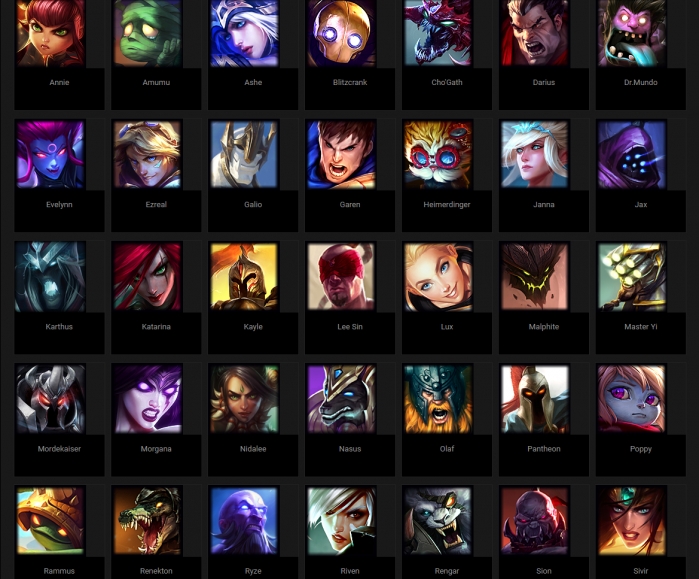 Annie
Amumu
Ashe
Blitzcrank
Cho'Gath
Darius
Dr.Mundo
Evelynn
Ezreal
Galio
Garen
Heimerdinger
Janna
Jax
Karthus
Katarina
Kayle
Lee Sin
Lux
Malphite
Master Yi
Mordekaiser
Morgana
Nidalee
Nasus
Olaf
Pantheon
Poppy
Rammus
Renekton
Ryze
Riven
Rengar
Sion
Sivir